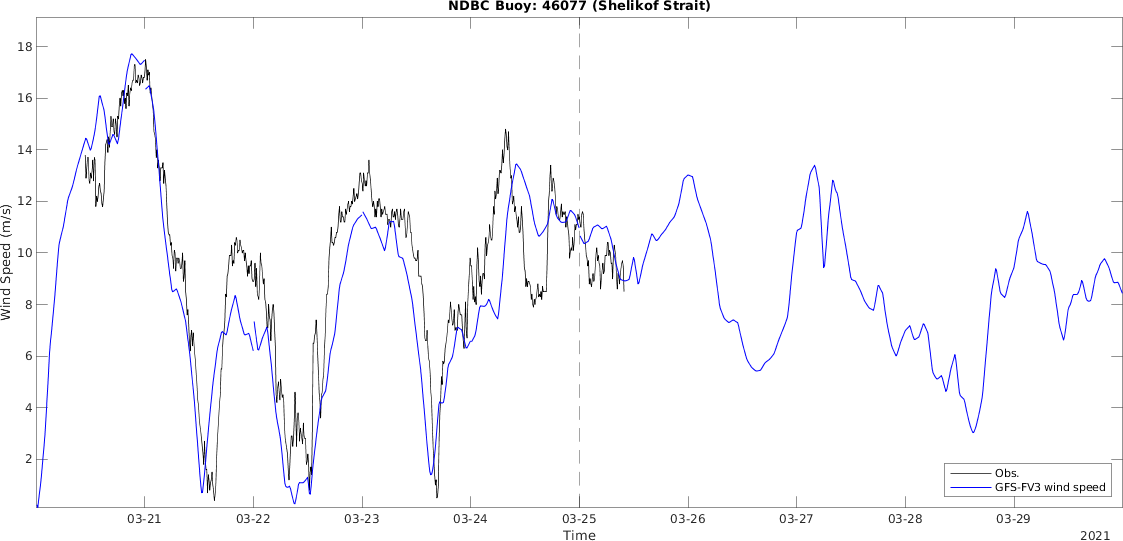 NDBC Buoy: 46077 (Shelikof Strait)
18
16
14
12
10
8
6
4
2
Wind Speed (m/s)
Obs.
GFS-FV3 wind speed
03-21 03-22 03-23 03-24 03-25 03-26 03-27 03-28 03-29
Time
2021